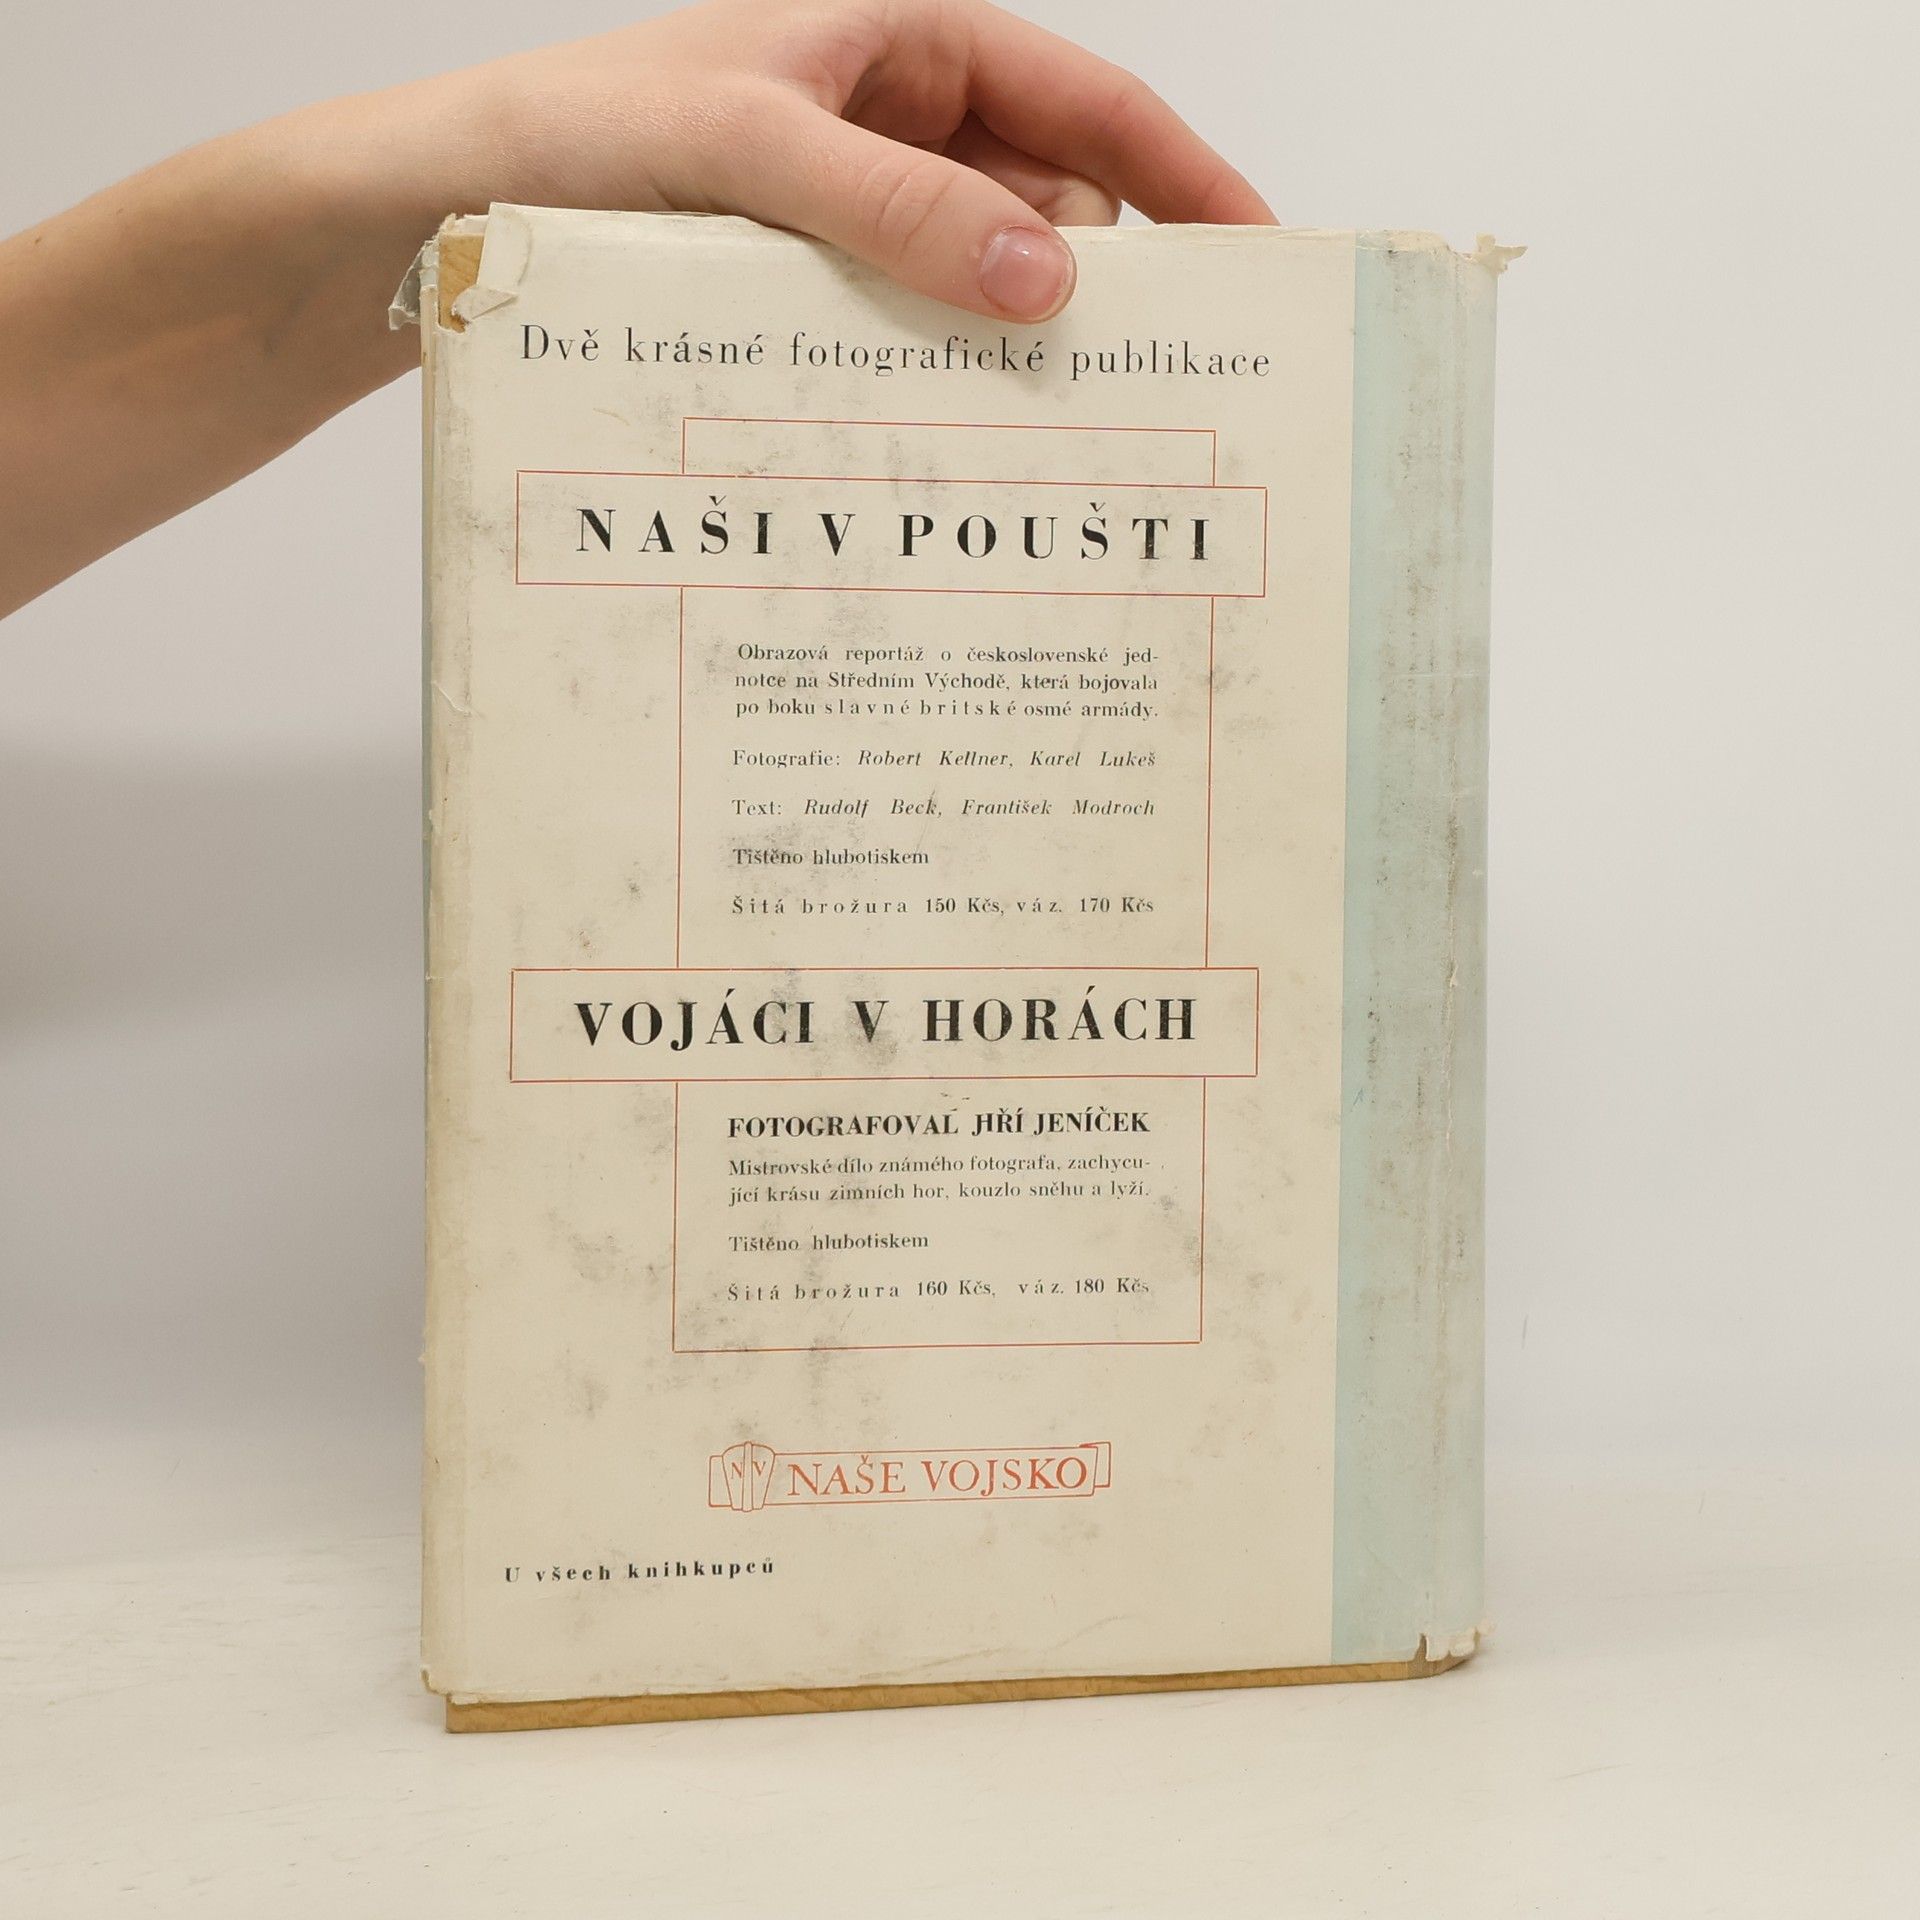 Dvě krásné fotografické publikace
NAŠI V POUŠTI
Obrazová reportáž o československé jed-
notce na Středním Východě, která bojovala
po boku slavné britské osmé armády.
Fotografie: Robert Kellner, Karel Lukeš
Text: Rudolf Beck, František Modroch
Tištěno hlubotiskem
Šitá brožura 150 Kčs, váz. 170 Kčs
VOJÁCI V HORÁCH
FOTOGRAFOVAL JIŘÍ JENÍČEK
Mistrovské dílo známého fotografa, zachycu-
jící krásu zimních hor, kouzlo sněhu a lyží.
Tištěno hlubotiskem
Šitá brožura 160 Kčs, váz. 180 Kčs
NV NAŠE VOJSKO
U všech knihkupců